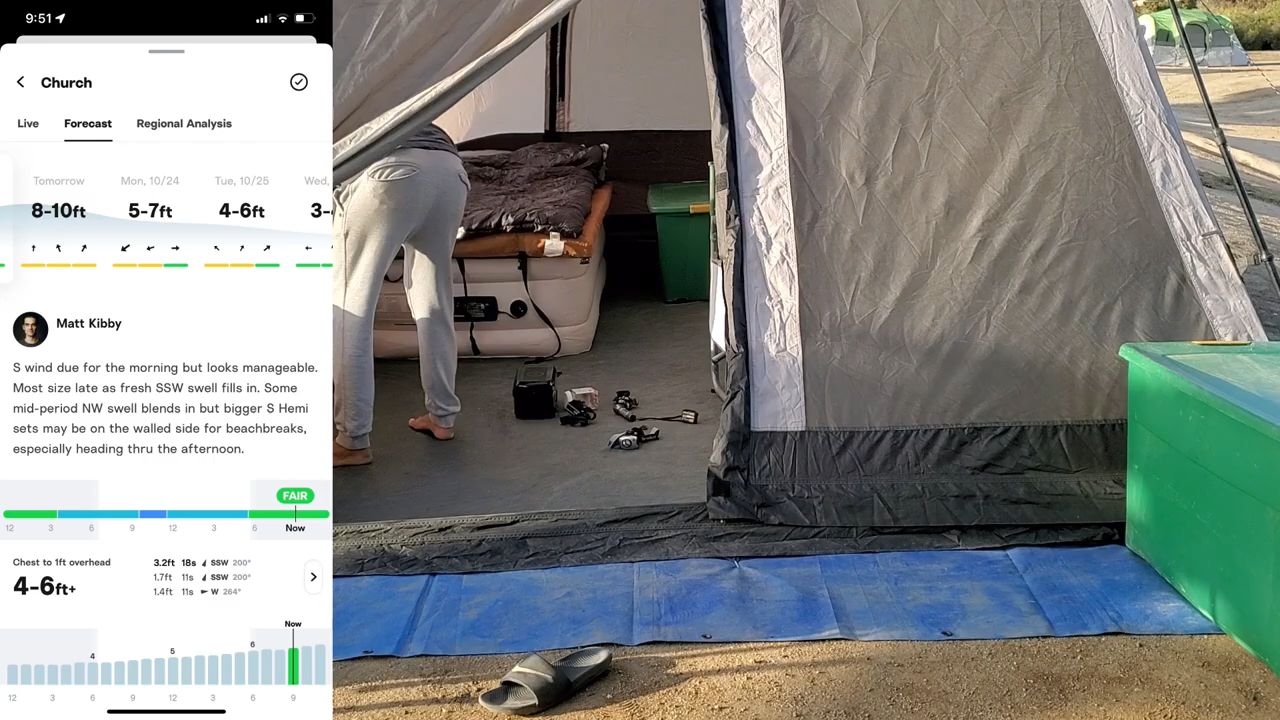 9:51
Church
Live Forecast Regional Analysis
Tomorrow Mon, 10/24 Tue, 10/25 Wed,
8-10ft 5-7ft 4-6ft 3-
Matt Kibby
S wind due for the morning but looks manageable.
Most size late as fresh SSW swell fills in. Some
mid-period NW swell blends in but bigger S Hemi
sets may be on the walled side for beachbreaks,
especially heading thru the afternoon.
FAIR
12 3 6 9 12 3 6 Now
Chest to 1ft overhead
4-6ft+
3.2ft 18s SSW 200°
1.7ft 11s SSW 200°
1.4ft 11s W 264°
Now
4 5 6
12 3 6 9 12 3 6 9